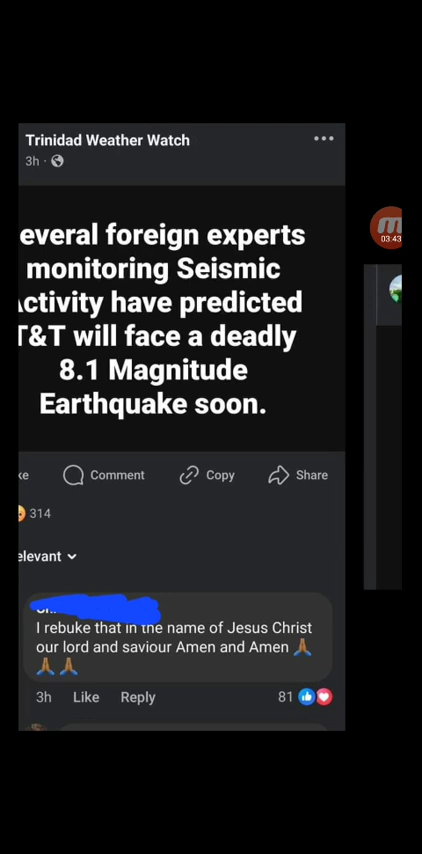 Trinidad Weather Watch
3h
everal foreign experts
monitoring Seismic
ctivity have predicted
T&T will face a deadly
8.1 Magnitude
Earthquake soon.
ke Comment Copy Share
314
elevant
I rebuke that in the name of Jesus Christ
our lord and saviour Amen and Amen 🙏🏾
🙏🏾🙏🏾
3h Like Reply 81
03:43